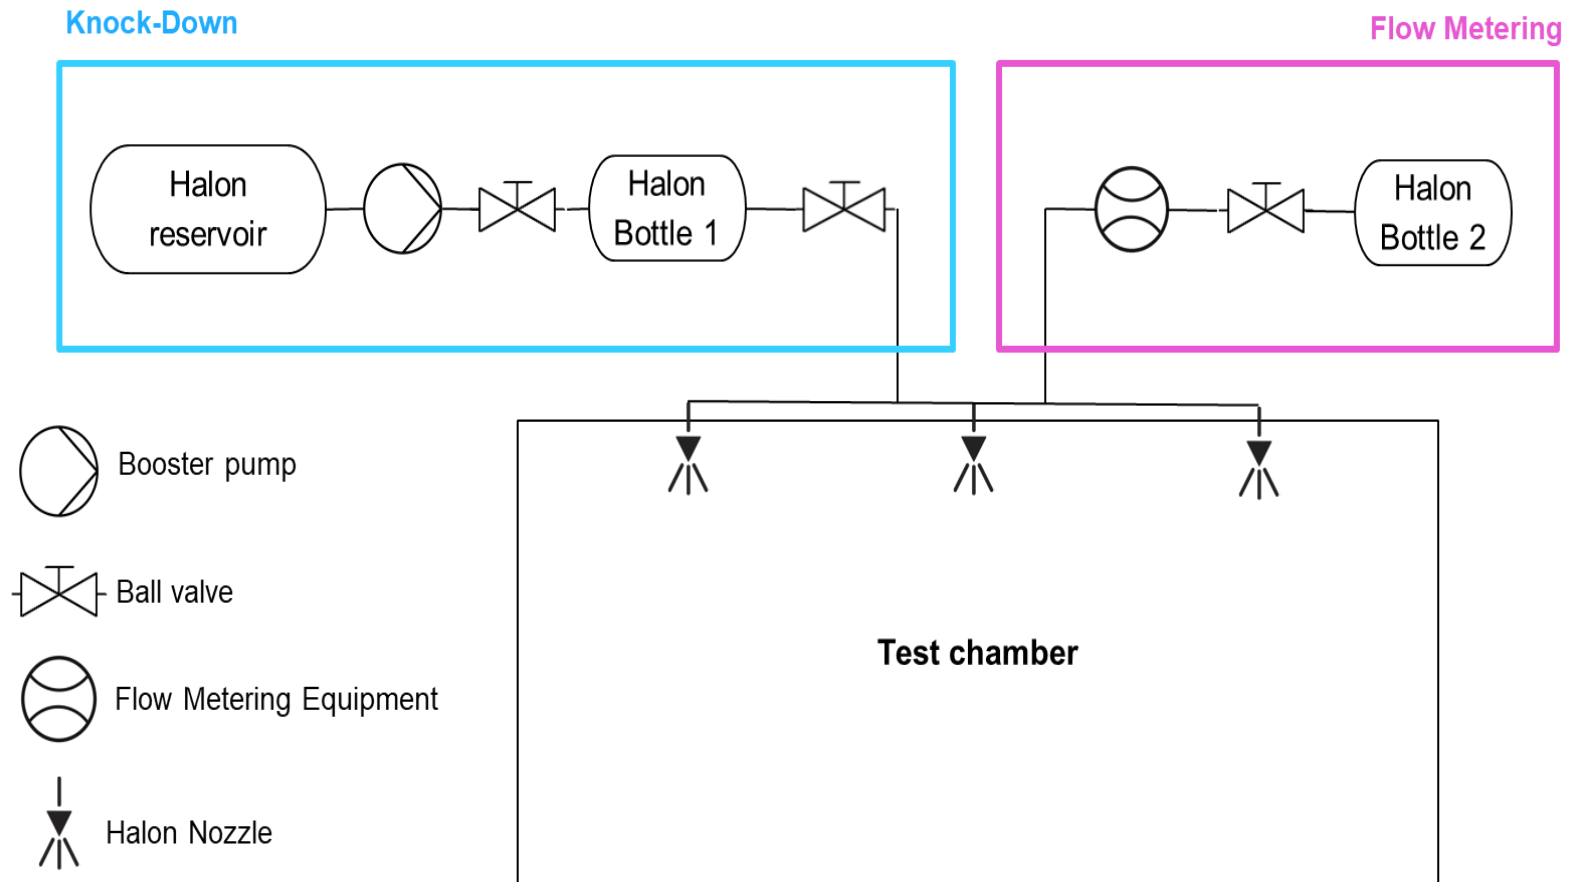 Knock-Down
Flow Metering
Halon
reservoir
Halon
Bottle 1
Halon
Bottle 2
Booster pump
Ball valve
Flow Metering Equipment
Halon Nozzle
Test chamber